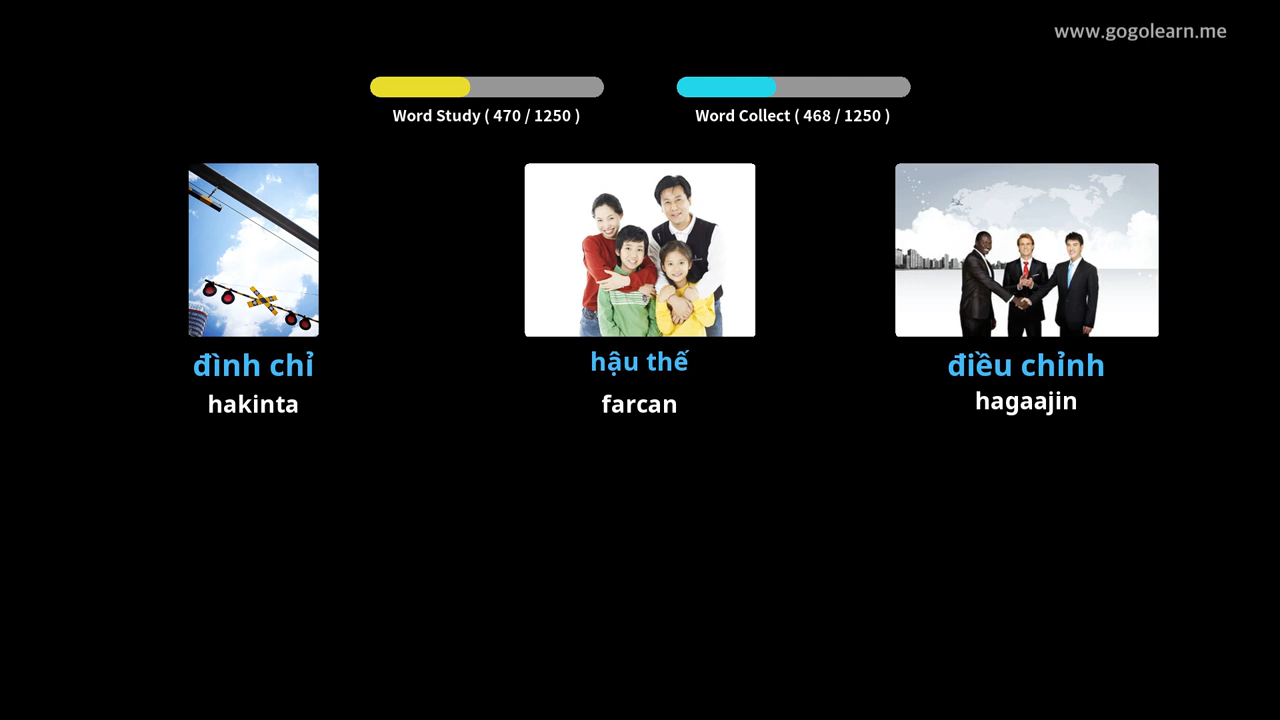 www.gogolearn.me
Word Study ( 470 / 1250 )
Word Collect ( 468 / 1250 )
đình chỉ
hậu thế
điều chỉnh
hakinta
farcan
hagaajin